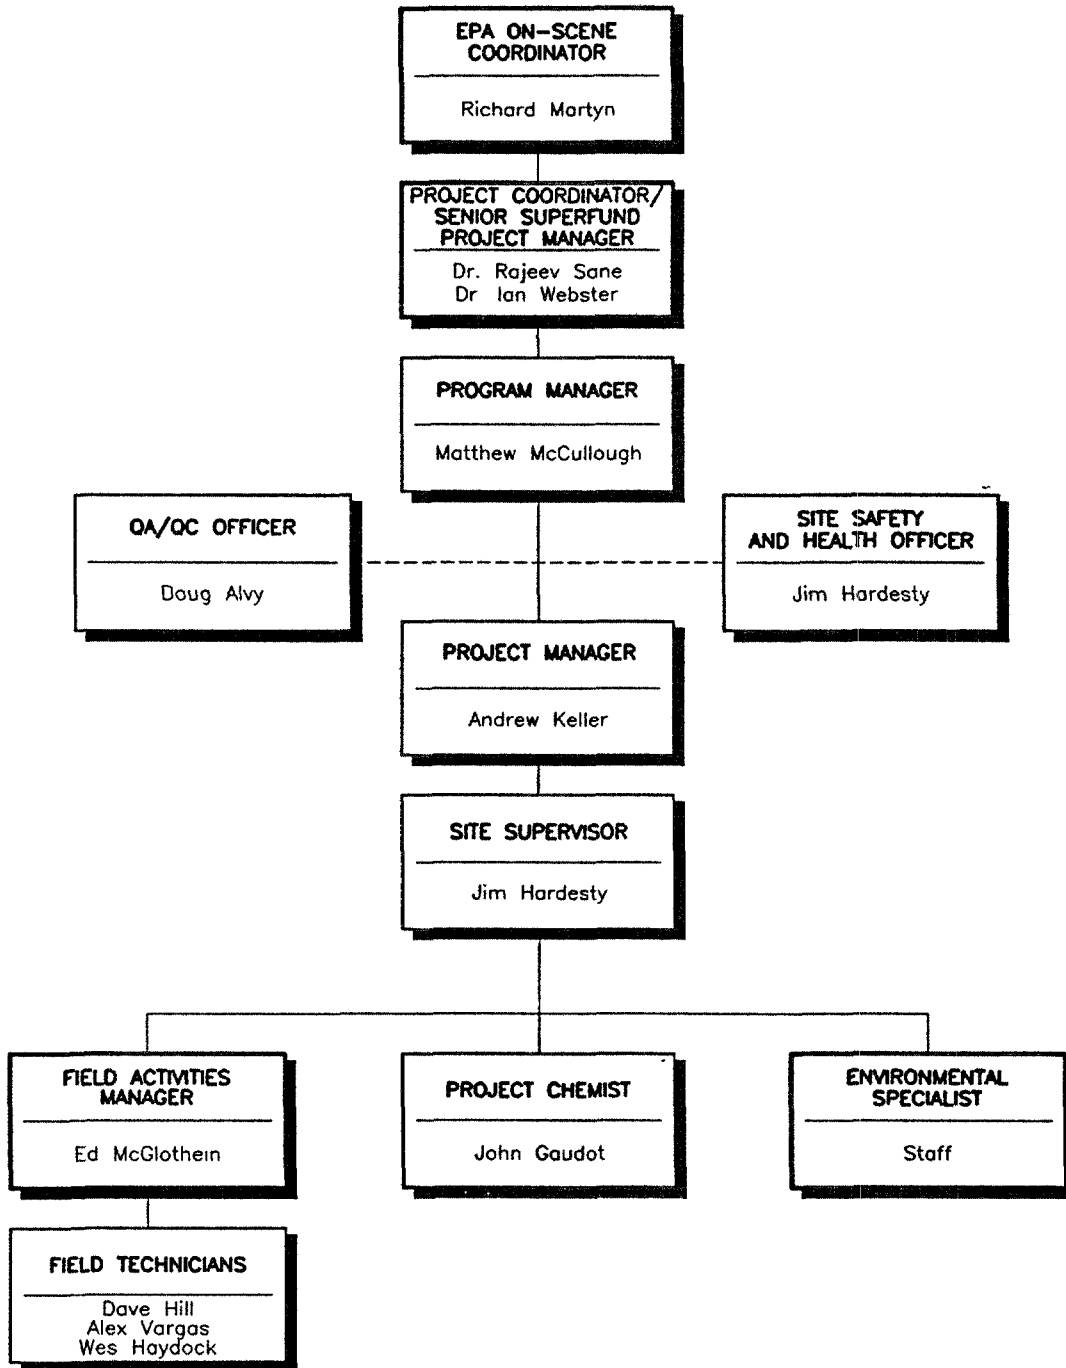 EPA ON-SCENE
COORDINATOR
Richard Martyn
PROJECT COORDINATOR/
SENIOR SUPERFUND
PROJECT MANAGER
Dr. Rajeev Sane
Dr Ian Webster
PROGRAM MANAGER
Matthew McCullough
QA/QC OFFICER
Doug Alvy
SITE SAFETY
AND HEALTH OFFICER
Jim Hardesty
PROJECT MANAGER
Andrew Keller
SITE SUPERVISOR
Jim Hardesty
FIELD ACTIVITIES
MANAGER
Ed McGlothein
PROJECT CHEMIST
John Gaudot
ENVIRONMENTAL
SPECIALIST
Staff
FIELD TECHNICIANS
Dave Hill
Alex Vargas
Wes Haydock